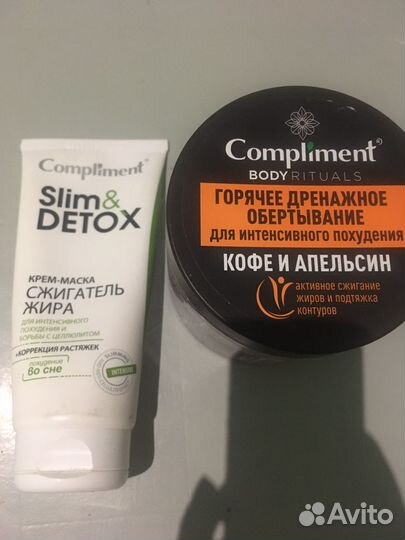 Compliment
Slim&
DETOX
КРЕМ-МАСКА
СЖИГАТЕЛЬ
ЖИРА
ДЛЯ ИНТЕНСИВНОГО
ПОХУДЕНИЯ И
БОРЬБЫ С ЦЕЛЛЮЛИТОМ
+КОРРЕКЦИЯ РАСТЯЖЕК
похудение
во сне
INTENSIVE
Compliment
BODY RITUALS
ГОРЯЧЕЕ ДРЕНАЖНОЕ
ОБЕРТЫВАНИЕ
для интенсивного похудения
КОФЕ И АПЕЛЬСИН
активное сжигание
жиров и подтяжка
контуров
Avito